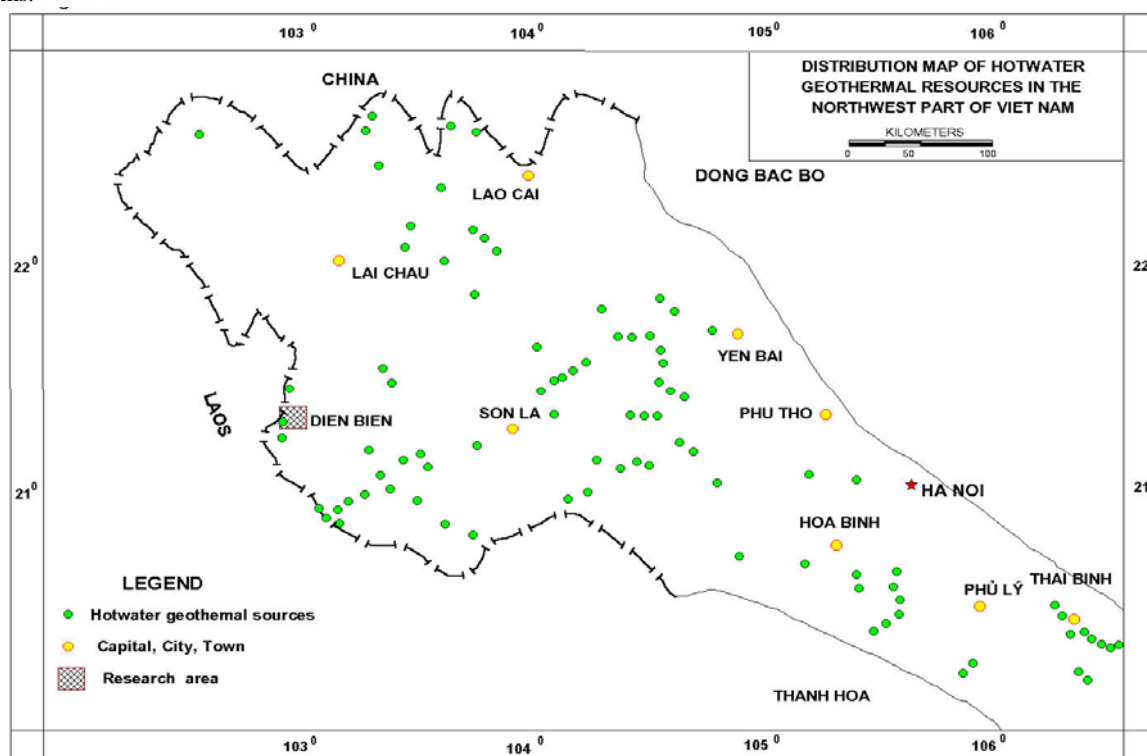 103⁰ 104⁰ 105⁰ 106⁰
CHINA
DISTRIBUTION MAP OF HOTWATER
GEOTHERMAL RESOURCES IN THE
NORTHWEST PART OF VIET NAM
KILOMETERS
0 50 100
DONG BAC BO
LAO CAI
22⁰
LAI CHAU
22
YEN BAI
LAOS
DIEN BIEN
SON LA
PHU THO
21⁰
HA NOI
21
HOA BINH
LEGEND
Hotwater geothemal sources
Capital, City, Town
Research area
PHỦ LÝ
THAI BINH
THANH HOA
103⁰ 104⁰ 105⁰ 106⁰